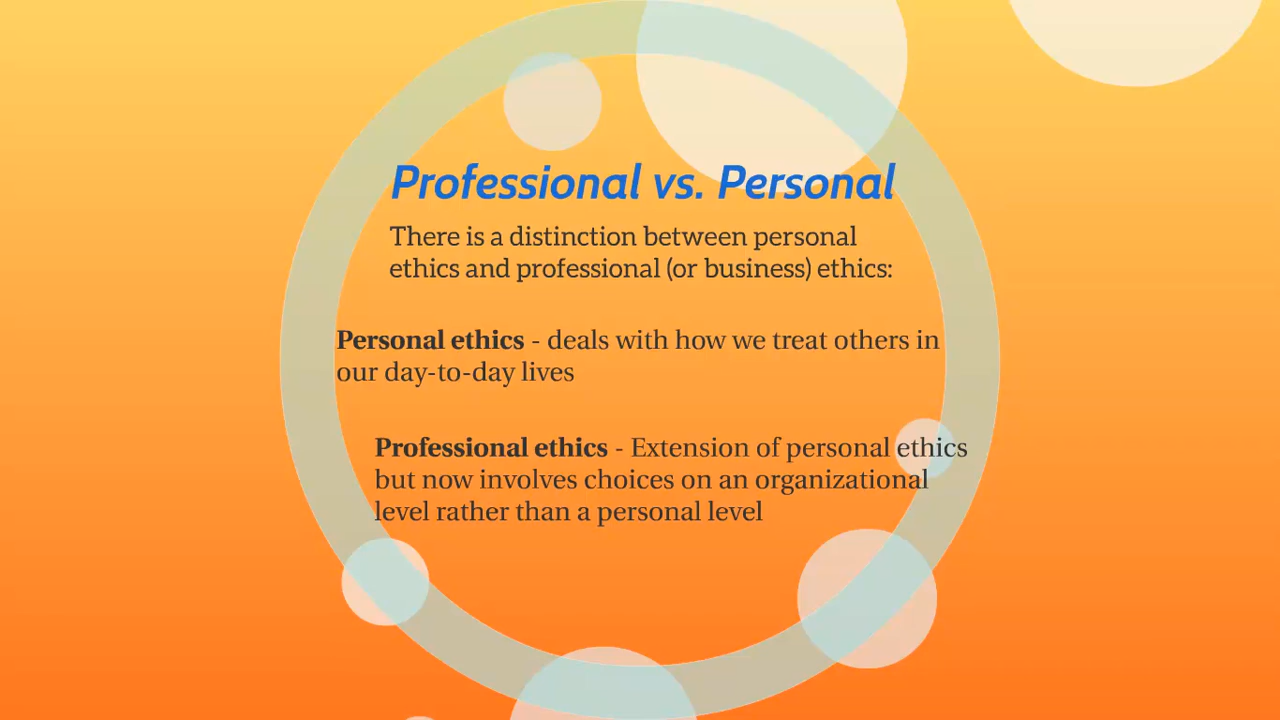 Professional vs. Personal
There is a distinction between personal
ethics and professional (or business) ethics:
Personal ethics - deals with how we treat others in
our day-to-day lives
Professional ethics - Extension of personal ethics
but now involves choices on an organizational
level rather than a personal level